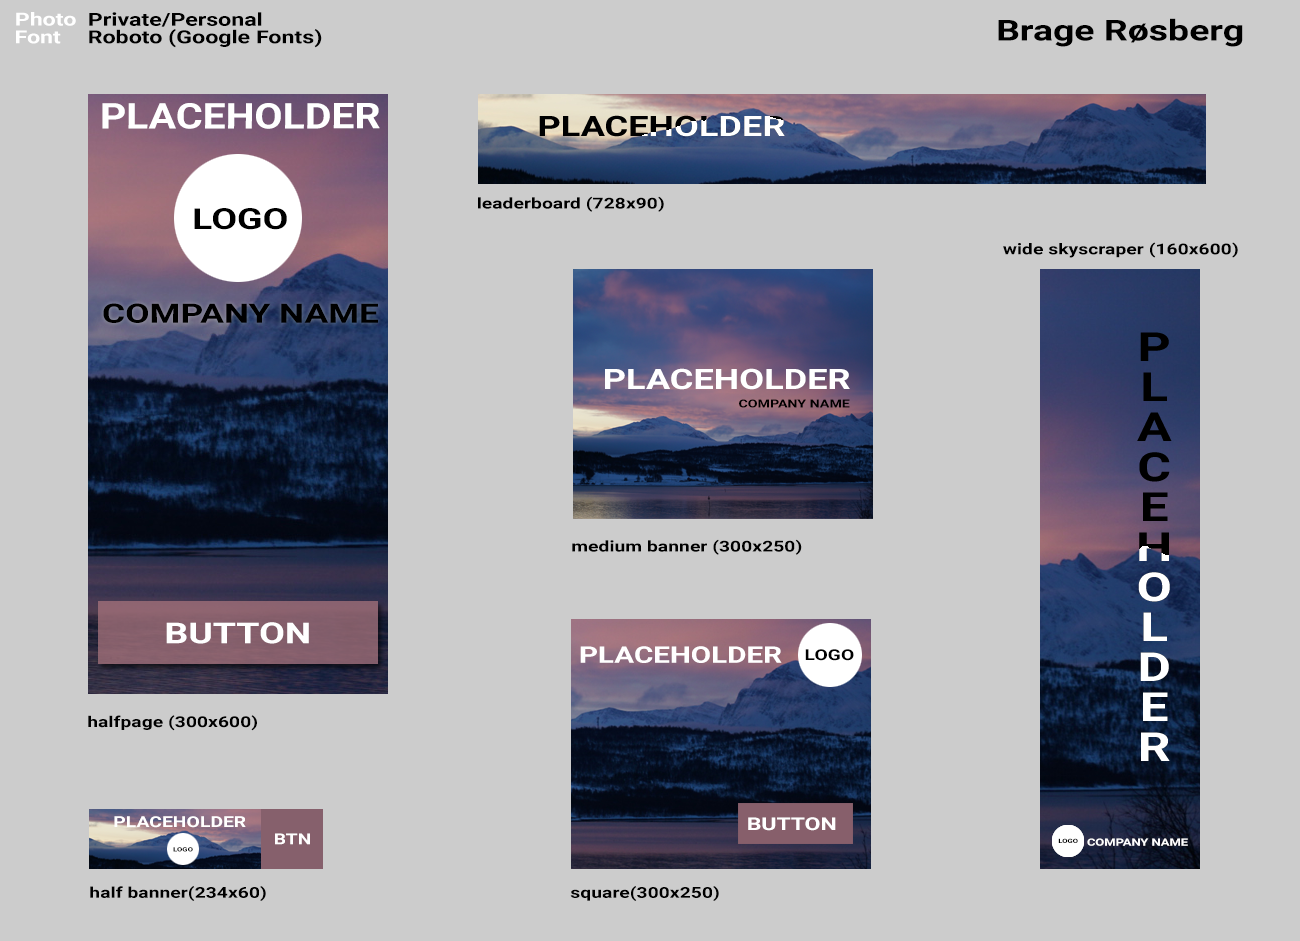 Photo Private/Personal
Font Roboto (Google Fonts)
Brage Røsberg
PLACEHOLDER
LOGO
COMPANY NAME
BUTTON
halfpage (300x600)
PLACEHOLDER
leaderboard (728x90)
PLACEHOLDER
COMPANY NAME
medium banner (300x250)
wide skyscraper (160x600)
PLACEHOLDER
LOGO COMPANY NAME
PLACEHOLDER
LOGO
BTN
half banner(234x60)
PLACEHOLDER LOGO
BUTTON
square(300x250)